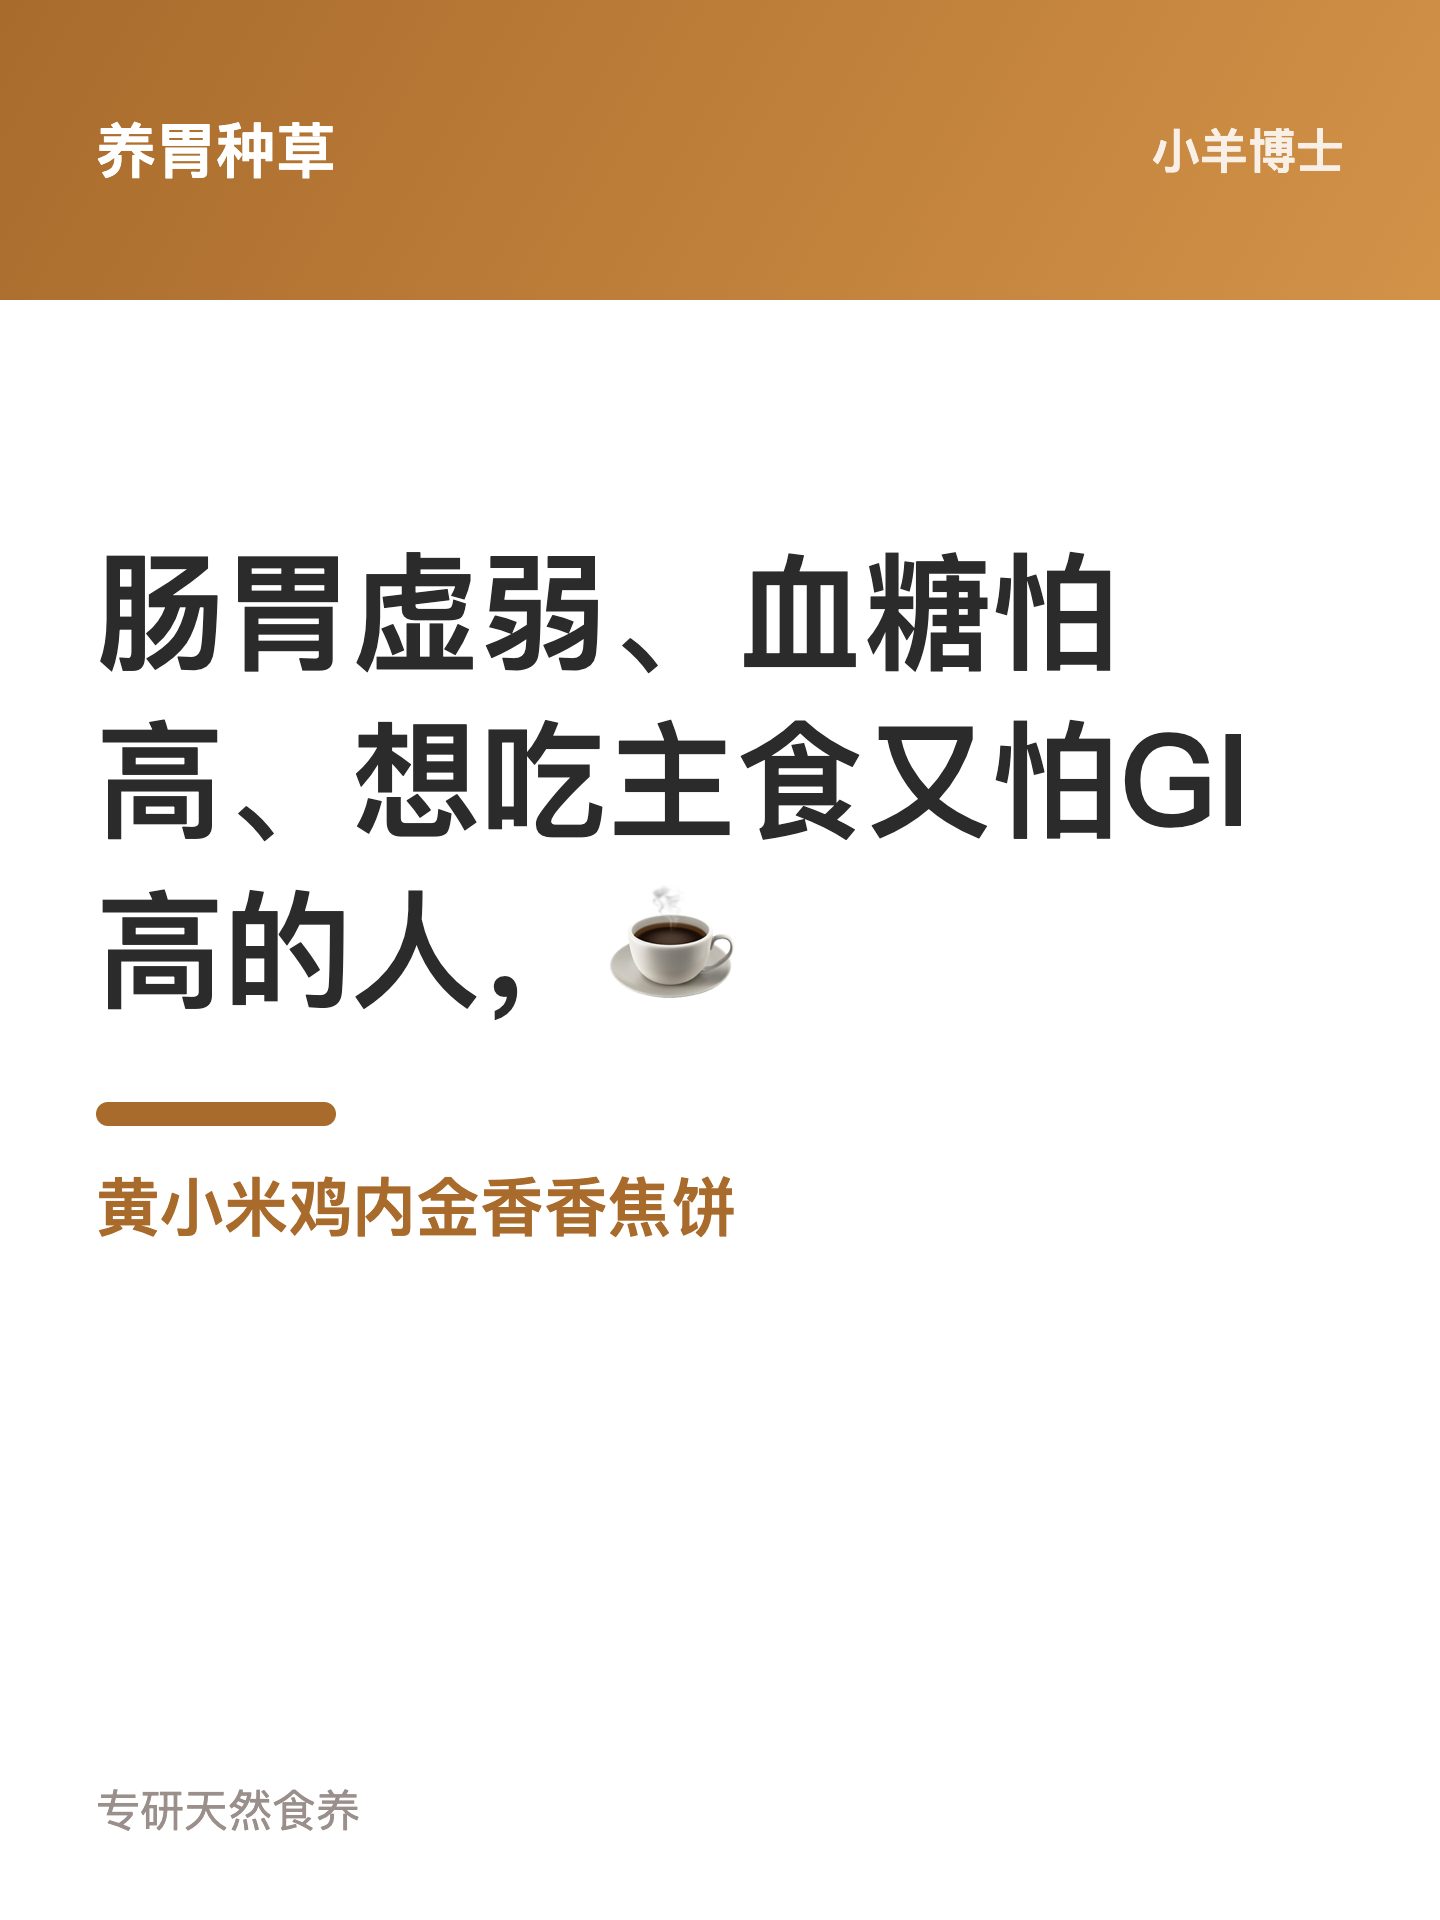 养胃种草
小羊博士
肠胃虚弱、血糖怕
高、想吃主食又怕GI
高的人，☕
黄小米鸡内金香香焦饼
专研天然食养